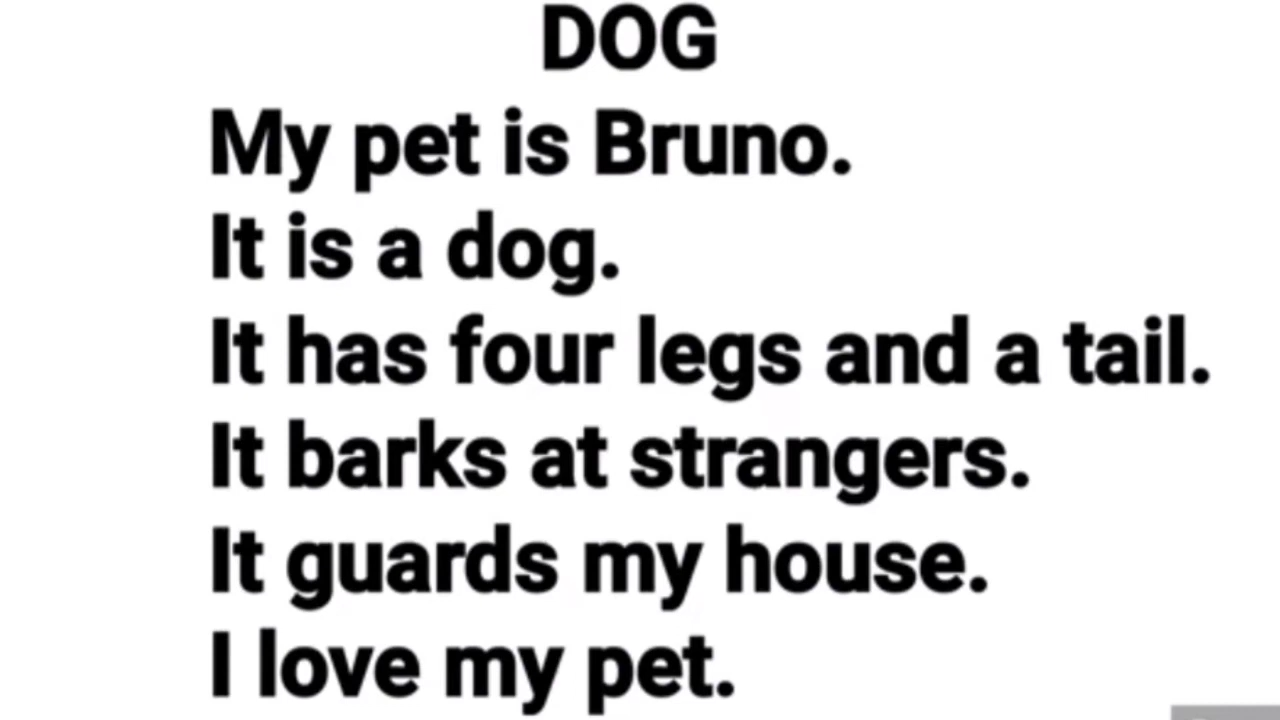 DOG
My pet is Bruno.
It is a dog.
It has four legs and a tail.
It barks at strangers.
It guards my house.
I love my pet.